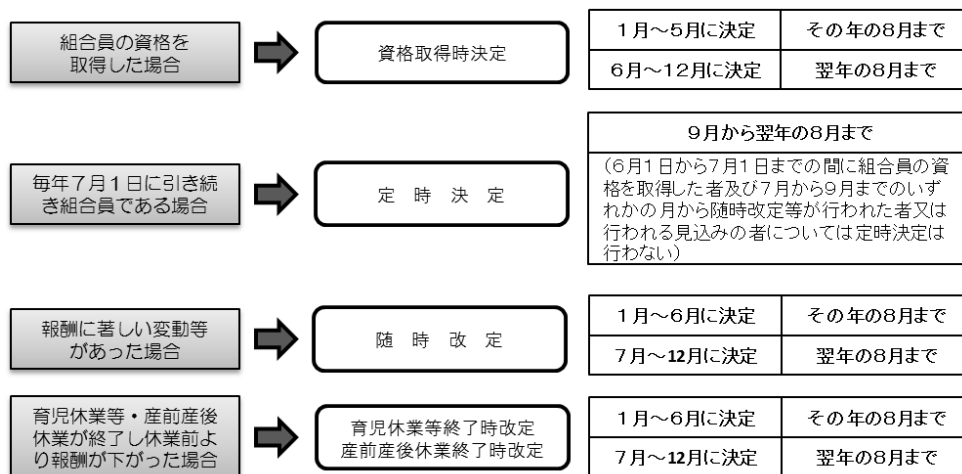 組合員の資格を
取得した場合
資格取得時決定
1月～5月に決定
その年の8月まで
6月～12月に決定
翌年の8月まで
毎年7月1日に引き続
き組合員である場合
定 時 決 定
9月から翌年の8月まで
(6月1日から7月1日までの間に組合員の資
格を取得した者及び7月から9月までのいず
れかの月から随時改定等が行われた者又は
行われる見込みの者については定時決定は
行わない)
報酬に著しい変動等
があった場合
随 時 改 定
1月～6月に決定
その年の8月まで
7月～12月に決定
翌年の8月まで
育児休業等・産前産後
休業が終了し休業前よ
り報酬が下がった場合
育児休業等終了時改定
産前産後休業終了時改定
1月～6月に決定
その年の8月まで
7月～12月に決定
翌年の8月まで